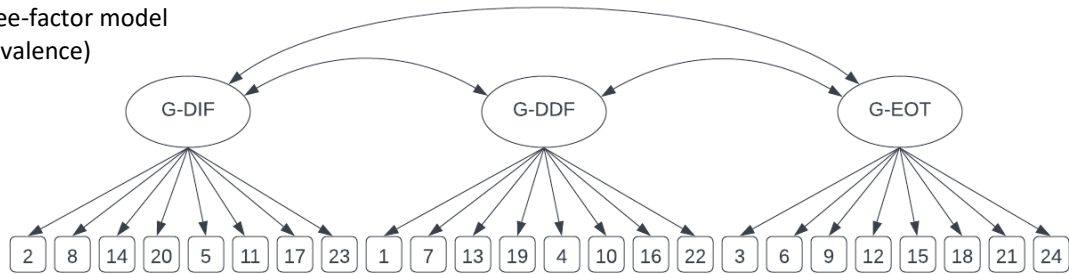 ee-factor model
valence)
G-DIF G-DDF G-EOT
2 8 14 20 5 11 17 23 1 7 13 19 4 10 16 22 3 6 9 12 15 18 21 24